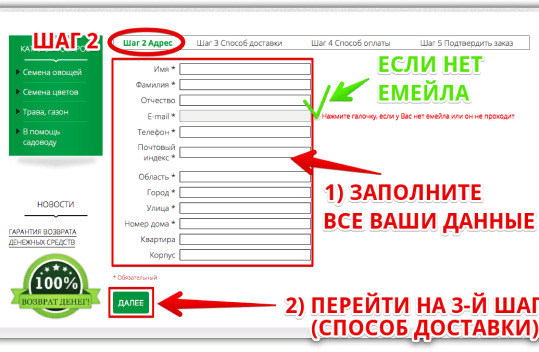 ШАГ 2
Шаг 2 Адрес
Шаг 3 Способ доставки
Шаг 4 Способ оплаты
Шаг 5 Подтвердить заказ
Семена овощей
Семена цветов
Трава, газон
В помощь
садоводу
Имя *
Фамилия *
Отчество
E-mail *
Телефон *
Почтовый
индекс *
Область *
Город *
Улица *
Номер дома *
Квартира
Корпус
ЕСЛИ НЕТ
ЕМЕЙЛА
Нажмите галочку, если у Вас нет емейла или он не проходит
1) ЗАПОЛНИТЕ
ВСЕ ВАШИ ДАННЫЕ
НОВОСТИ
ГАРАНТИЯ ВОЗВРАТА
ДЕНЕЖНЫХ СРЕДСТВ
100%
ВОЗВРАТ ДЕНЕГ!
* Обязательный
ДАЛЕЕ
2) ПЕРЕЙТИ НА 3-Й ШАГ
(СПОСОБ ДОСТАВКИ)